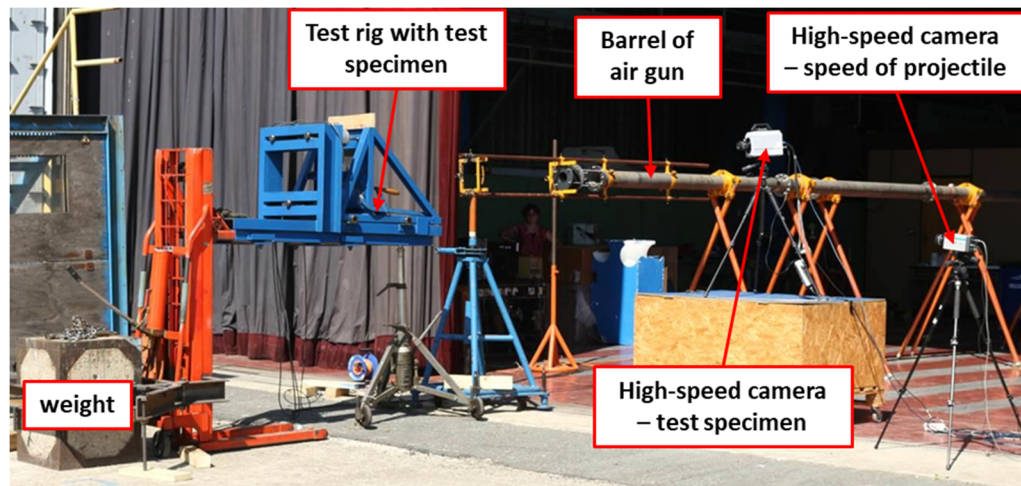 Test rig with test
specimen
Barrel of
air gun
High-speed camera
– speed of projectile
weight
High-speed camera
– test specimen